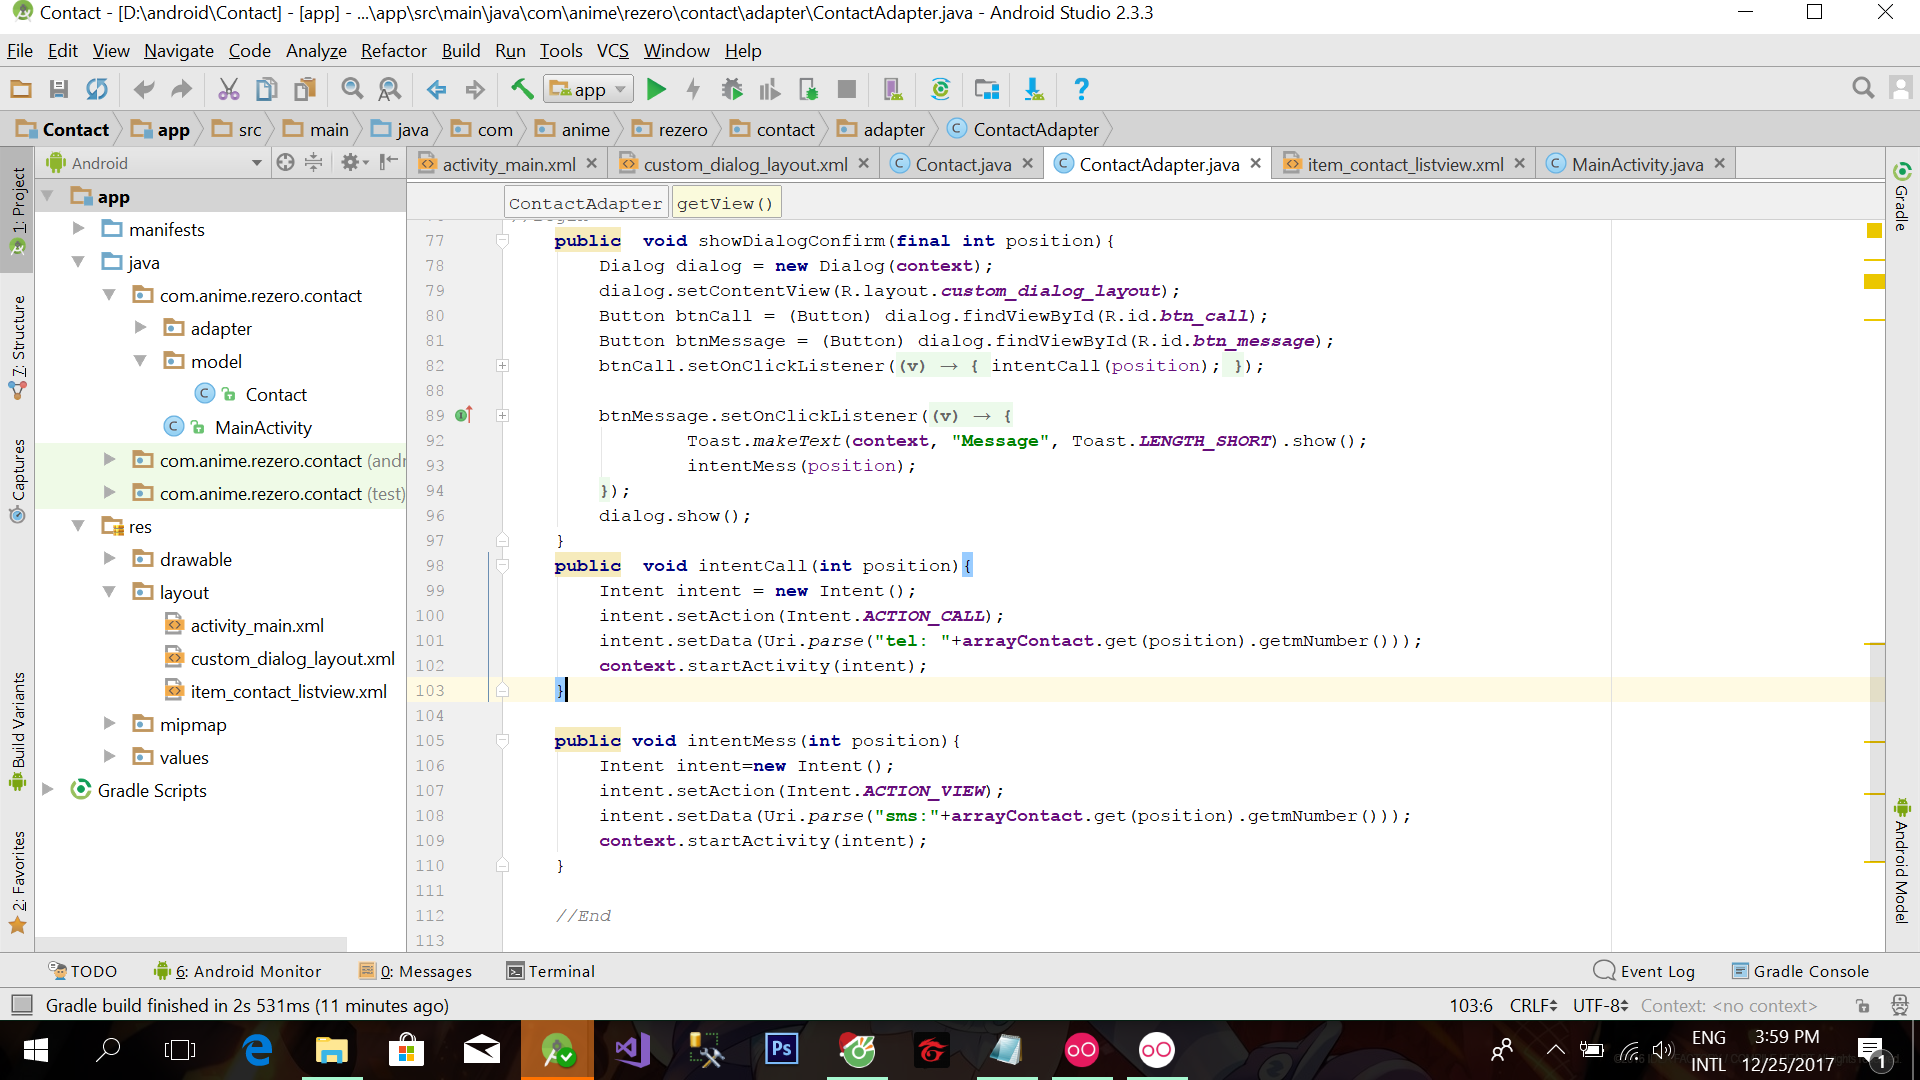 Contact - [D:\android\Contact] - [app] - ...\app\src\main\java\com\anime\rezero\contact\adapter\ContactAdapter.java - Android Studio 2.3.3
File Edit View Navigate Code Analyze Refactor Build Run Tools VCS Window Help
app
Contact app src main java com anime rezero contact adapter ContactAdapter
Android
activity_main.xml custom_dialog_layout.xml Contact.java ContactAdapter.java item_contact_listview.xml MainActivity.java
ContactAdapter getView()
1: Project
7: Structure
Captures
Build Variants
2: Favorites
app
manifests
java
com.anime.rezero.contact
adapter
model
Contact
MainActivity
com.anime.rezero.contact (andr
com.anime.rezero.contact (test)
res
drawable
layout
activity_main.xml
custom_dialog_layout.xml
item_contact_listview.xml
mipmap
values
Gradle Scripts
77 public  void showDialogConfirm(final int position){
78 Dialog dialog = new Dialog(context);
79 dialog.setContentView(R.layout.custom_dialog_layout);
80 Button btnCall = (Button) dialog.findViewById(R.id.btn_call);
81 Button btnMessage = (Button) dialog.findViewById(R.id.btn_message);
82 btnCall.setOnClickListener((v) → { intentCall(position); });
88
89 btnMessage.setOnClickListener((v) → {
92 Toast.makeText(context, "Message", Toast.LENGTH_SHORT).show();
93 intentMess(position);
94 });
96 dialog.show();
97 }
98 public  void intentCall(int position){
99 Intent intent = new Intent();
100 intent.setAction(Intent.ACTION_CALL);
101 intent.setData(Uri.parse("tel: "+arrayContact.get(position).getmNumber()));
102 context.startActivity(intent);
103 }
104
105 public void intentMess(int position){
106 Intent intent=new Intent();
107 intent.setAction(Intent.ACTION_VIEW);
108 intent.setData(Uri.parse("sms:"+arrayContact.get(position).getmNumber()));
109 context.startActivity(intent);
110 }
111
112 //End
113
Gradle
Android Model
TODO 6: Android Monitor 0: Messages Terminal Event Log Gradle Console
Gradle build finished in 2s 531ms (11 minutes ago) 103:6 CRLF UTF-8 Context: <no context>
Ps
ENG
INTL
3:59 PM
12/25/2017
1